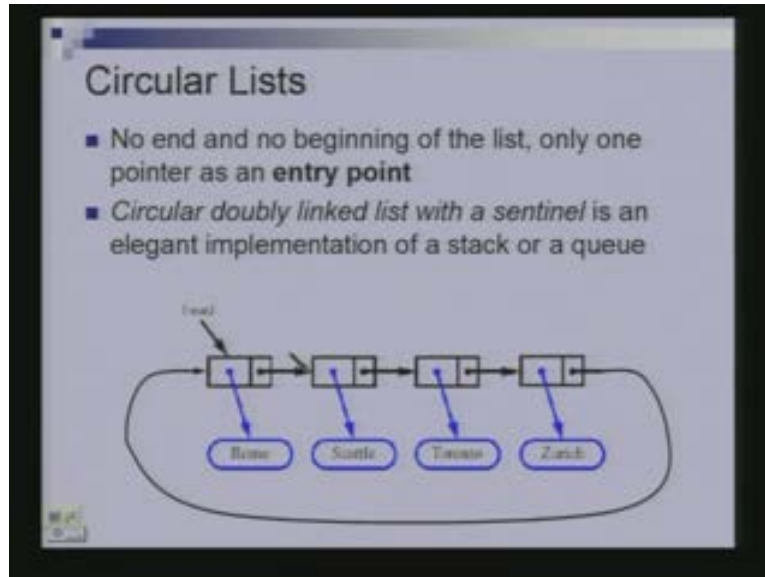 Circular Lists
No end and no beginning of the list, only one
pointer as an entry point
Circular doubly linked list with a sentinel is an
elegant implementation of a stack or a queue
Rome
Seattle
Toronto
Zurich